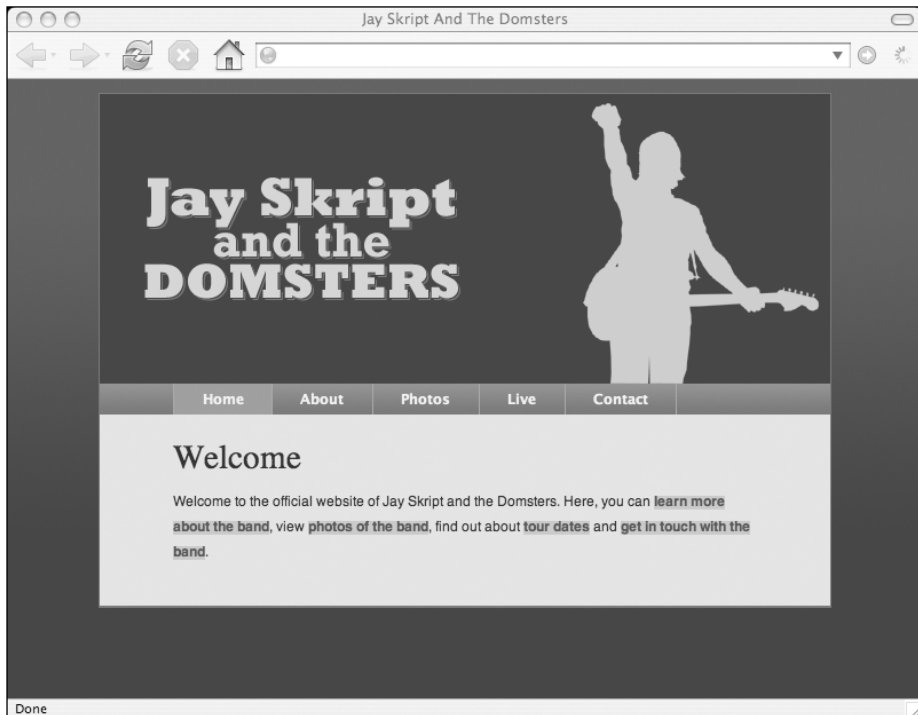 Jay Skript And The Domsters
Jay Skript
and the
DOMSTERS
Home About Photos Live Contact
Welcome
Welcome to the official website of Jay Skript and the Domsters. Here, you can learn more
about the band, view photos of the band, find out about tour dates and get in touch with the
band.
Done